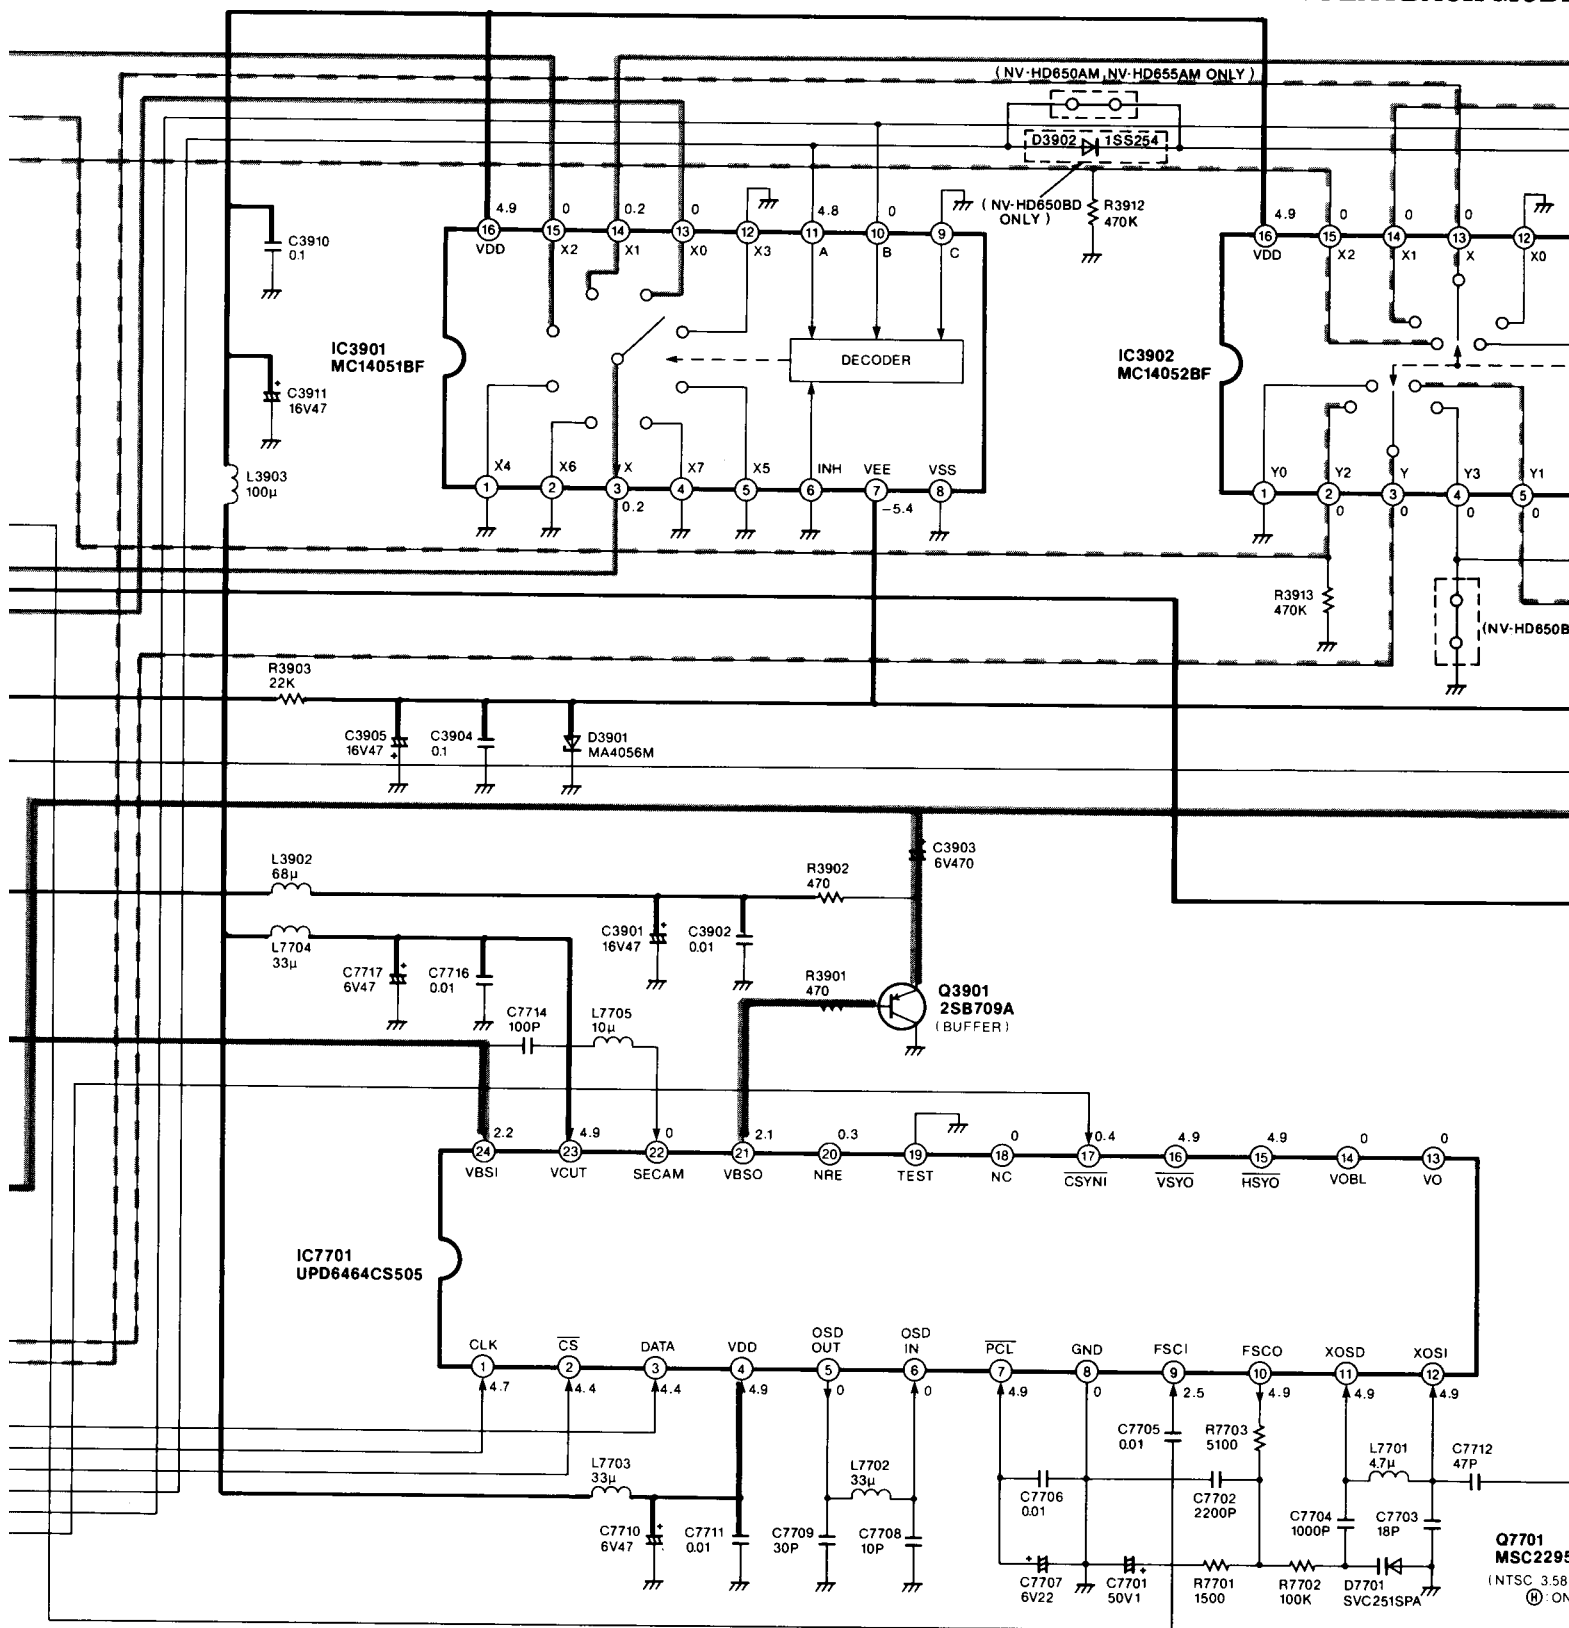 ( NV-HD650AM, NV-HD655AM ONLY )
D3902 1SS254
( NV-HD650BD ONLY )
R3912
470K
C3910
0.1
C3911
16V47
L3903
100μ
IC3901
MC14051BF
4.9 0 0.2 0 4.8 0
16 15 14 13 12 11 10 9
VDD X2 X1 X0 X3 A B C
DECODER
X4 X6 X X7 X5 INH VEE VSS
1 2 3 4 5 6 7 8
0.2 -5.4
IC3902
MC14052BF
4.9 0 0 0
16 15 14 13 12
VDD X2 X1 X X0
Y0 Y2 Y Y3 Y1
1 2 3 4 5
0 0 0 0
R3913
470K
(NV-HD650B
R3903
22K
C3905
16V47
C3904
0.1
D3901
MA4056M
L3902
68μ
R3902
470
C3903
6V470
L7704
33μ
C3901
16V47
C3902
0.01
C7717
6V47
C7716
0.01
R3901
470
Q3901
2SB709A
(BUFFER)
C7714
100P
L7705
10μ
2.2 4.9 0 2.1 0.3 0 0.4 4.9 4.9 0 0
24 23 22 21 20 19 18 17 16 15 14 13
VBSI VCUT SECAM VBSO NRE TEST NC CSYNI VSYO HSYO VOBL VO
IC7701
UPD6464CS505
CLK CS DATA VDD OSD OUT OSD IN PCL GND FSCI FSCO XOSD XOSI
1 2 3 4 5 6 7 8 9 10 11 12
4.7 4.4 4.4 4.9 0 0 4.9 0 2.5 4.9 4.9 4.9
C7705
0.01
R7703
5100
L7701
4.7μ
C7712
47P
L7703
33μ
L7702
33μ
C7706
0.01
C7702
2200P
C7704
1000P
C7703
18P
C7710
6V47
C7711
0.01
C7709
30P
C7708
10P
C7707
6V22
C7701
50V1
R7701
1500
R7702
100K
D7701
SVC251SPA
Q7701
MSC2295
(NTSC 3.58
Ⓗ: ON